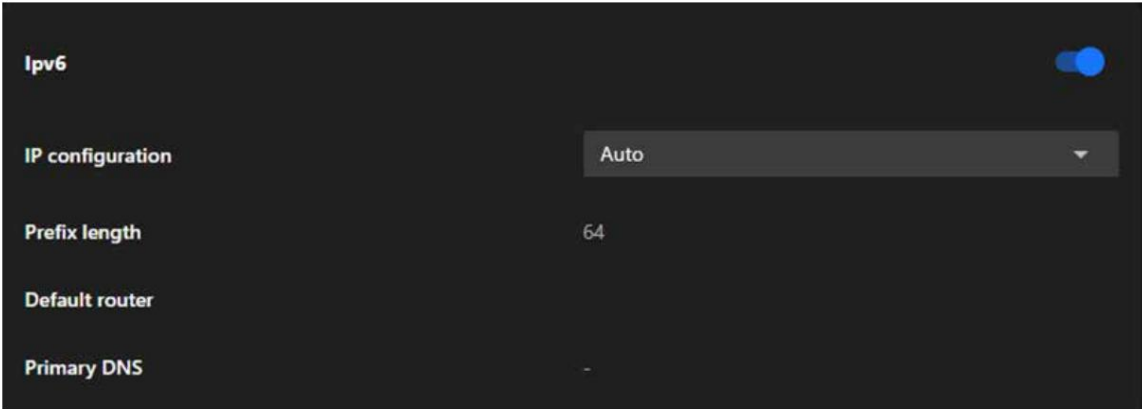 Ipv6
IP configuration Auto
Prefix length 64
Default router
Primary DNS -